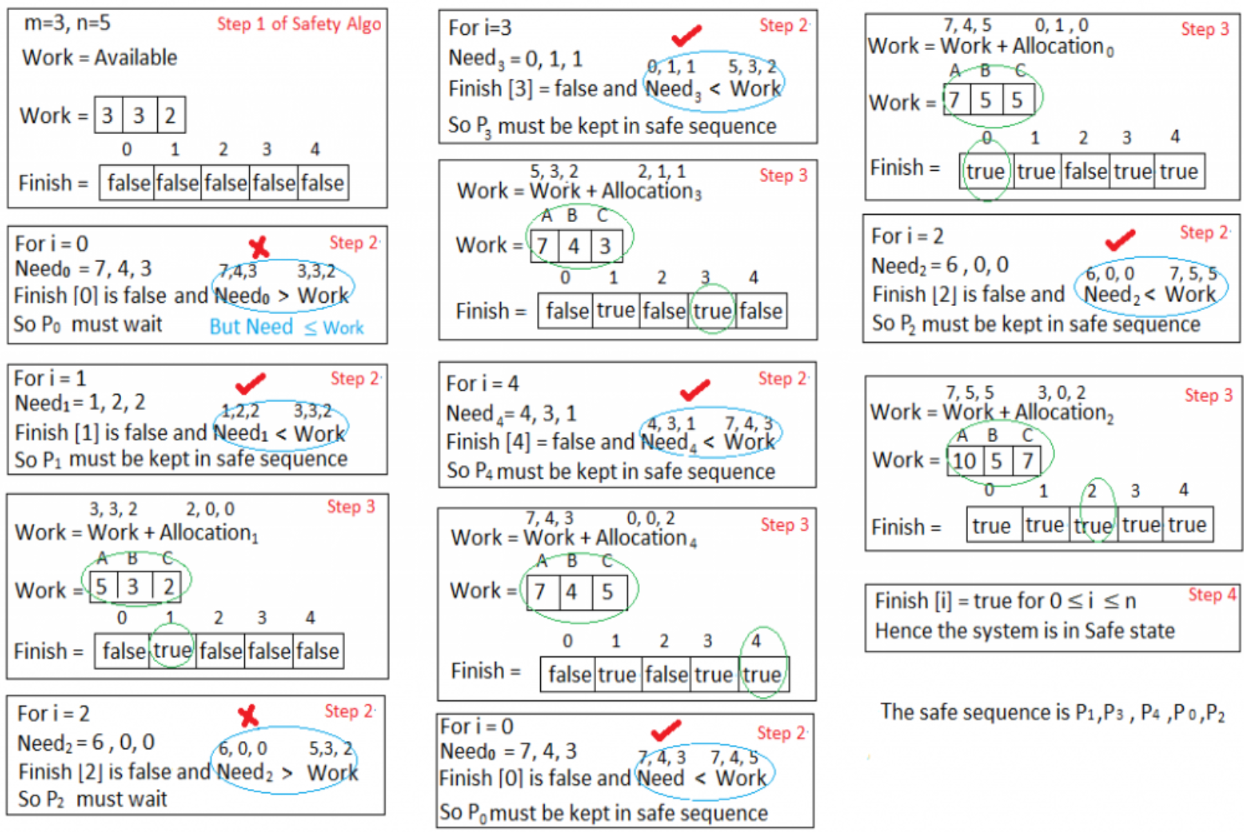 m=3, n=5 Step 1 of Safety Algo
Work = Available
Work = 3 3 2
0 1 2 3 4
Finish = false false false false false
For i = 0 Step 2
Need₀ = 7, 4, 3 7,4,3 3,3,2
Finish [0] is false and Need₀ > Work
So P₀ must wait But Need ≤ Work
For i = 1 Step 2
Need₁ = 1, 2, 2 1,2,2 3,3,2
Finish [1] is false and Need₁ < Work
So P₁ must be kept in safe sequence
3, 3, 2 2, 0, 0 Step 3
Work = Work + Allocation₁
A B C
Work = 5 3 2
0 1 2 3 4
Finish = false true false false false
For i = 2 Step 2
Need₂ = 6 , 0, 0 6, 0, 0 5,3, 2
Finish [2] is false and Need₂ > Work
So P₂ must wait
For i=3 Step 2
Need₃ = 0, 1, 1 0, 1, 1 5, 3, 2
Finish [3] = false and Need₃ < Work
So P₃ must be kept in safe sequence
5, 3, 2 2, 1, 1 Step 3
Work = Work + Allocation₃
A B C
Work = 7 4 3
0 1 2 3 4
Finish = false true false true false
For i = 4 Step 2
Need₄ = 4, 3, 1 4, 3, 1 7, 4, 3
Finish [4] = false and Need₄ < Work
So P₄ must be kept in safe sequence
7, 4, 3 0, 0, 2 Step 3
Work = Work + Allocation₄
A B C
Work = 7 4 5
0 1 2 3 4
Finish = false true false true true
For i = 0 Step 2
Need₀ = 7, 4, 3 7, 4, 3 7, 4, 5
Finish [0] is false and Need < Work
So P₀ must be kept in safe sequence
7, 4, 5 0, 1 , 0 Step 3
Work = Work + Allocation₀
A B C
Work = 7 5 5
0 1 2 3 4
Finish = true true false true true
For i = 2 Step 2
Need₂ = 6 , 0, 0 6, 0, 0 7, 5, 5
Finish [2] is false and Need₂ < Work
So P₂ must be kept in safe sequence
7, 5, 5 3, 0, 2 Step 3
Work = Work + Allocation₂
A B C
Work = 10 5 7
0 1 2 3 4
Finish = true true true true true
Finish [i] = true for 0 ≤ i ≤ n Step 4
Hence the system is in Safe state
The safe sequence is P₁,P₃ , P₄ ,P₀,P₂